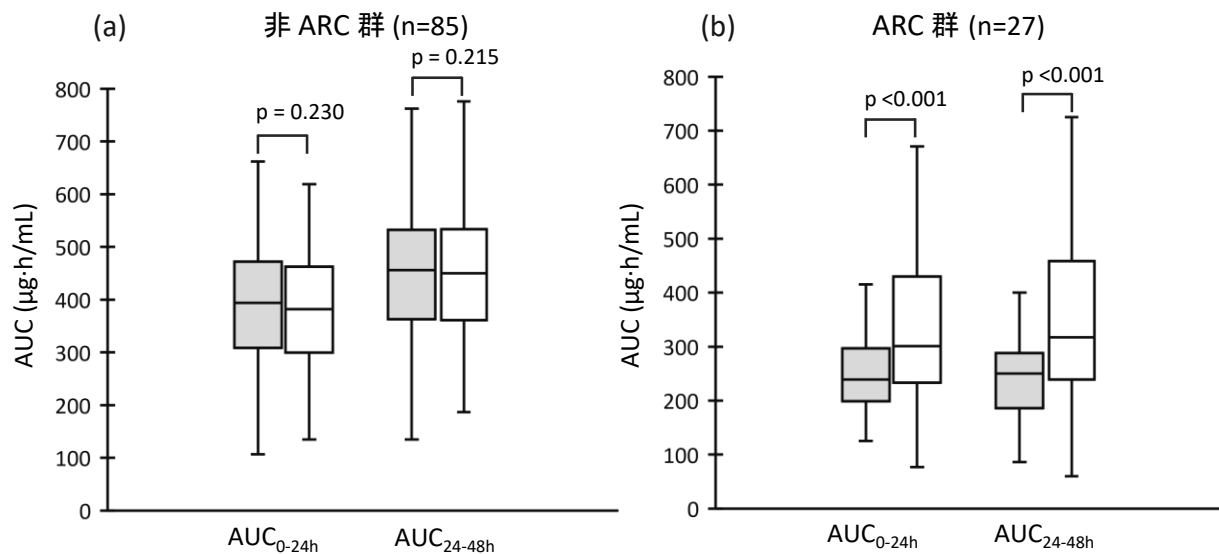 (a)
非 ARC 群 (n=85)
p = 0.215
p = 0.230
AUC (µg·h/mL)
800
700
600
500
400
300
200
100
0
AUC0-24h
AUC24-48h
(b)
ARC 群 (n=27)
p <0.001
p <0.001
AUC (µg·h/mL)
800
700
600
500
400
300
200
100
0
AUC0-24h
AUC24-48h